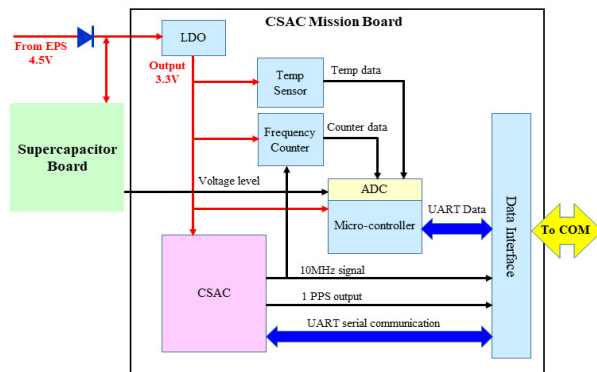 CSAC Mission Board
LDO
From EPS
4.5V
Output
3.3V
Temp
Sensor
Temp data
Frequency
Counter
Counter data
Supercapacitor
Board
Voltage level
ADC
Micro-controller
UART Data
Data Interface
To COM
CSAC
10MHz signal
1 PPS output
UART serial communication